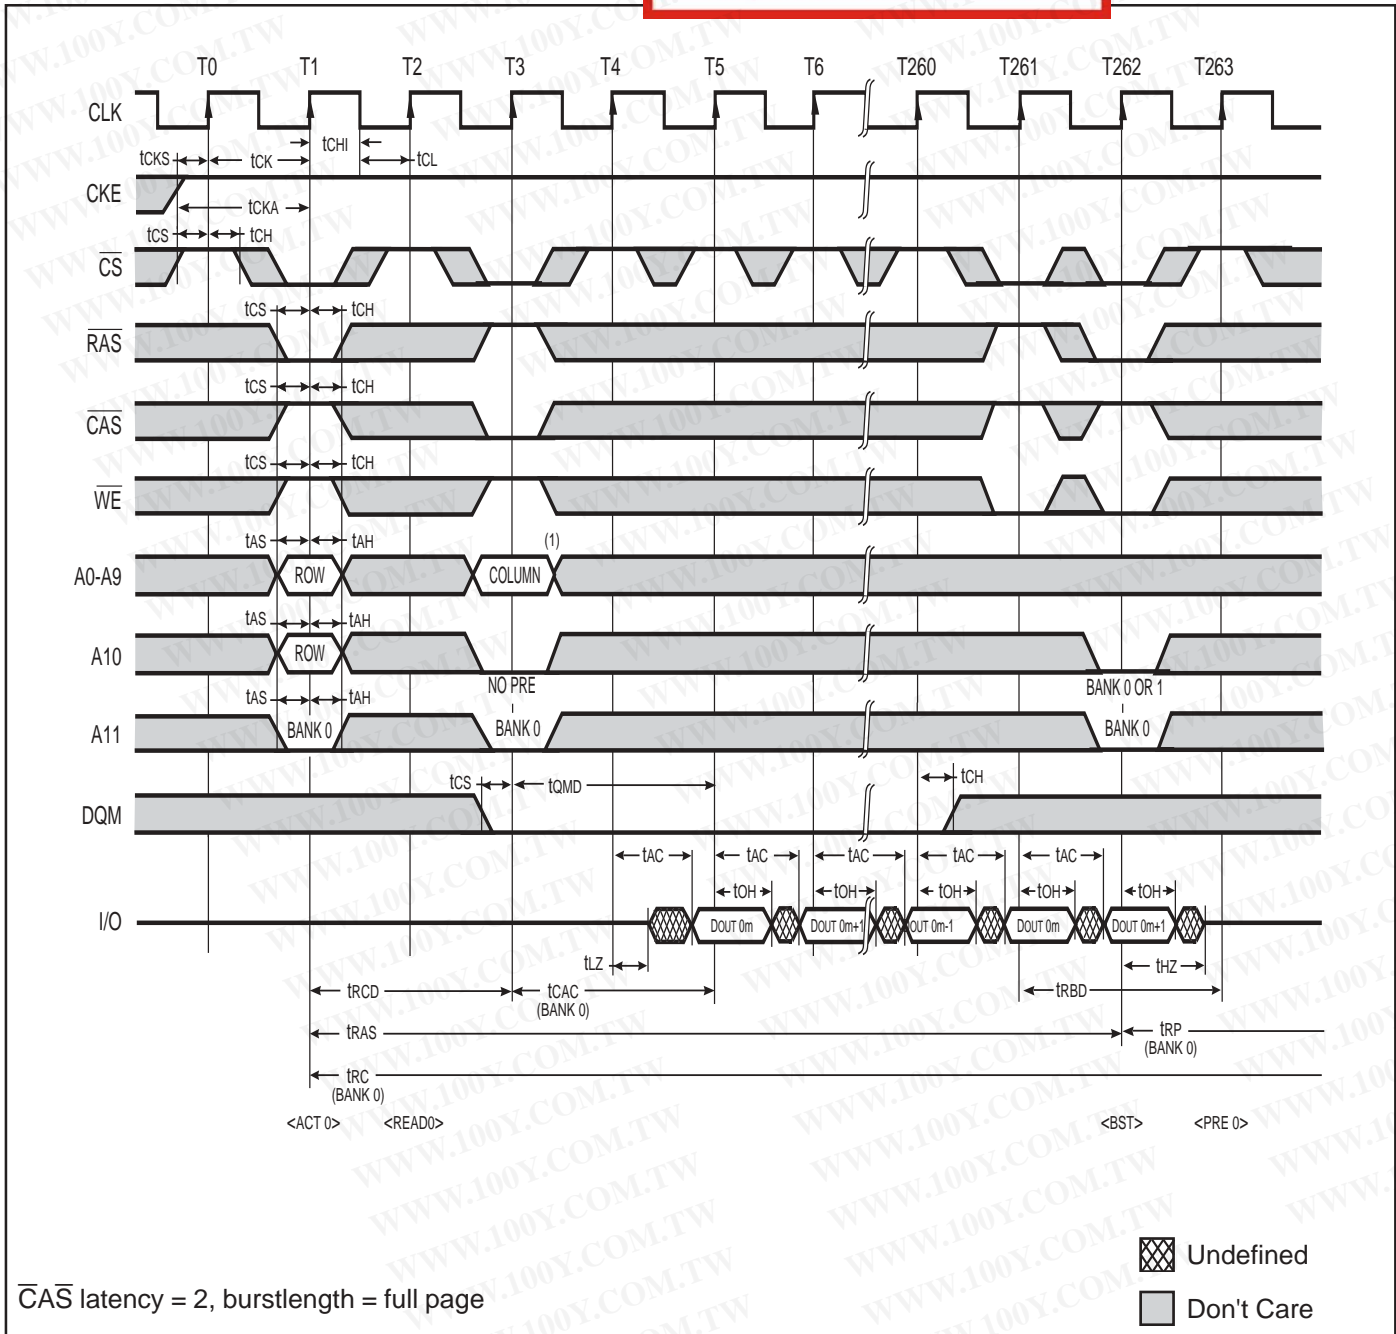 T0 T1 T2 T3 T4 T5 T6 T260 T261 T262 T263
CLK
tCHI
tCKS tCK tCL
CKE
tCKA
tCS tCH
CS
tCS tCH
RAS
tCS tCH
CAS
tCS tCH
WE
tAS tAH (1)
A0-A9 ROW COLUMN
tAS tAH
A10 ROW
NO PRE BANK 0 OR 1
tAS tAH
A11 BANK 0 BANK 0 BANK 0
tCS tQMD tCH
DQM
tAC tAC tAC tAC tAC
tOH tOH tOH tOH tOH
I/O DOUT 0m DOUT 0m+1 OUT 0m-1 DOUT 0m DOUT 0m+1
tLZ tHZ
tRCD tCAC tRBD
(BANK 0)
tRAS tRP
(BANK 0)
tRC
(BANK 0)
<ACT 0> <READ0> <BST> <PRE 0>
Undefined
CAS latency = 2, burstlength = full page
Don't Care
WWW.100Y.COM.TW